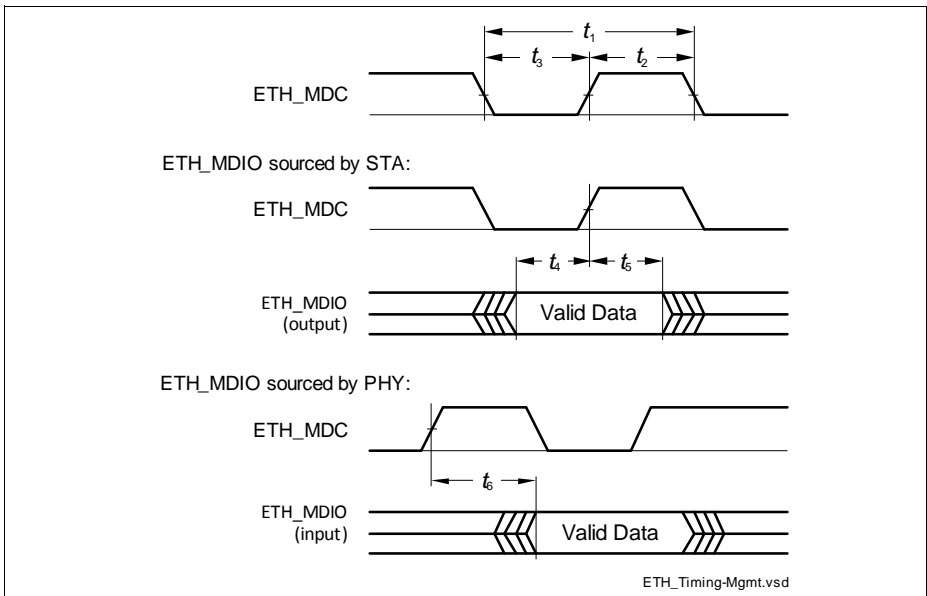 t₁
t₃ t₂
ETH_MDC
ETH_MDIO sourced by STA:
ETH_MDC
t₄ t₅
ETH_MDIO
(output)
Valid Data
ETH_MDIO sourced by PHY:
ETH_MDC
t₆
ETH_MDIO
(input)
Valid Data
ETH_Timing-Mgmt.vsd